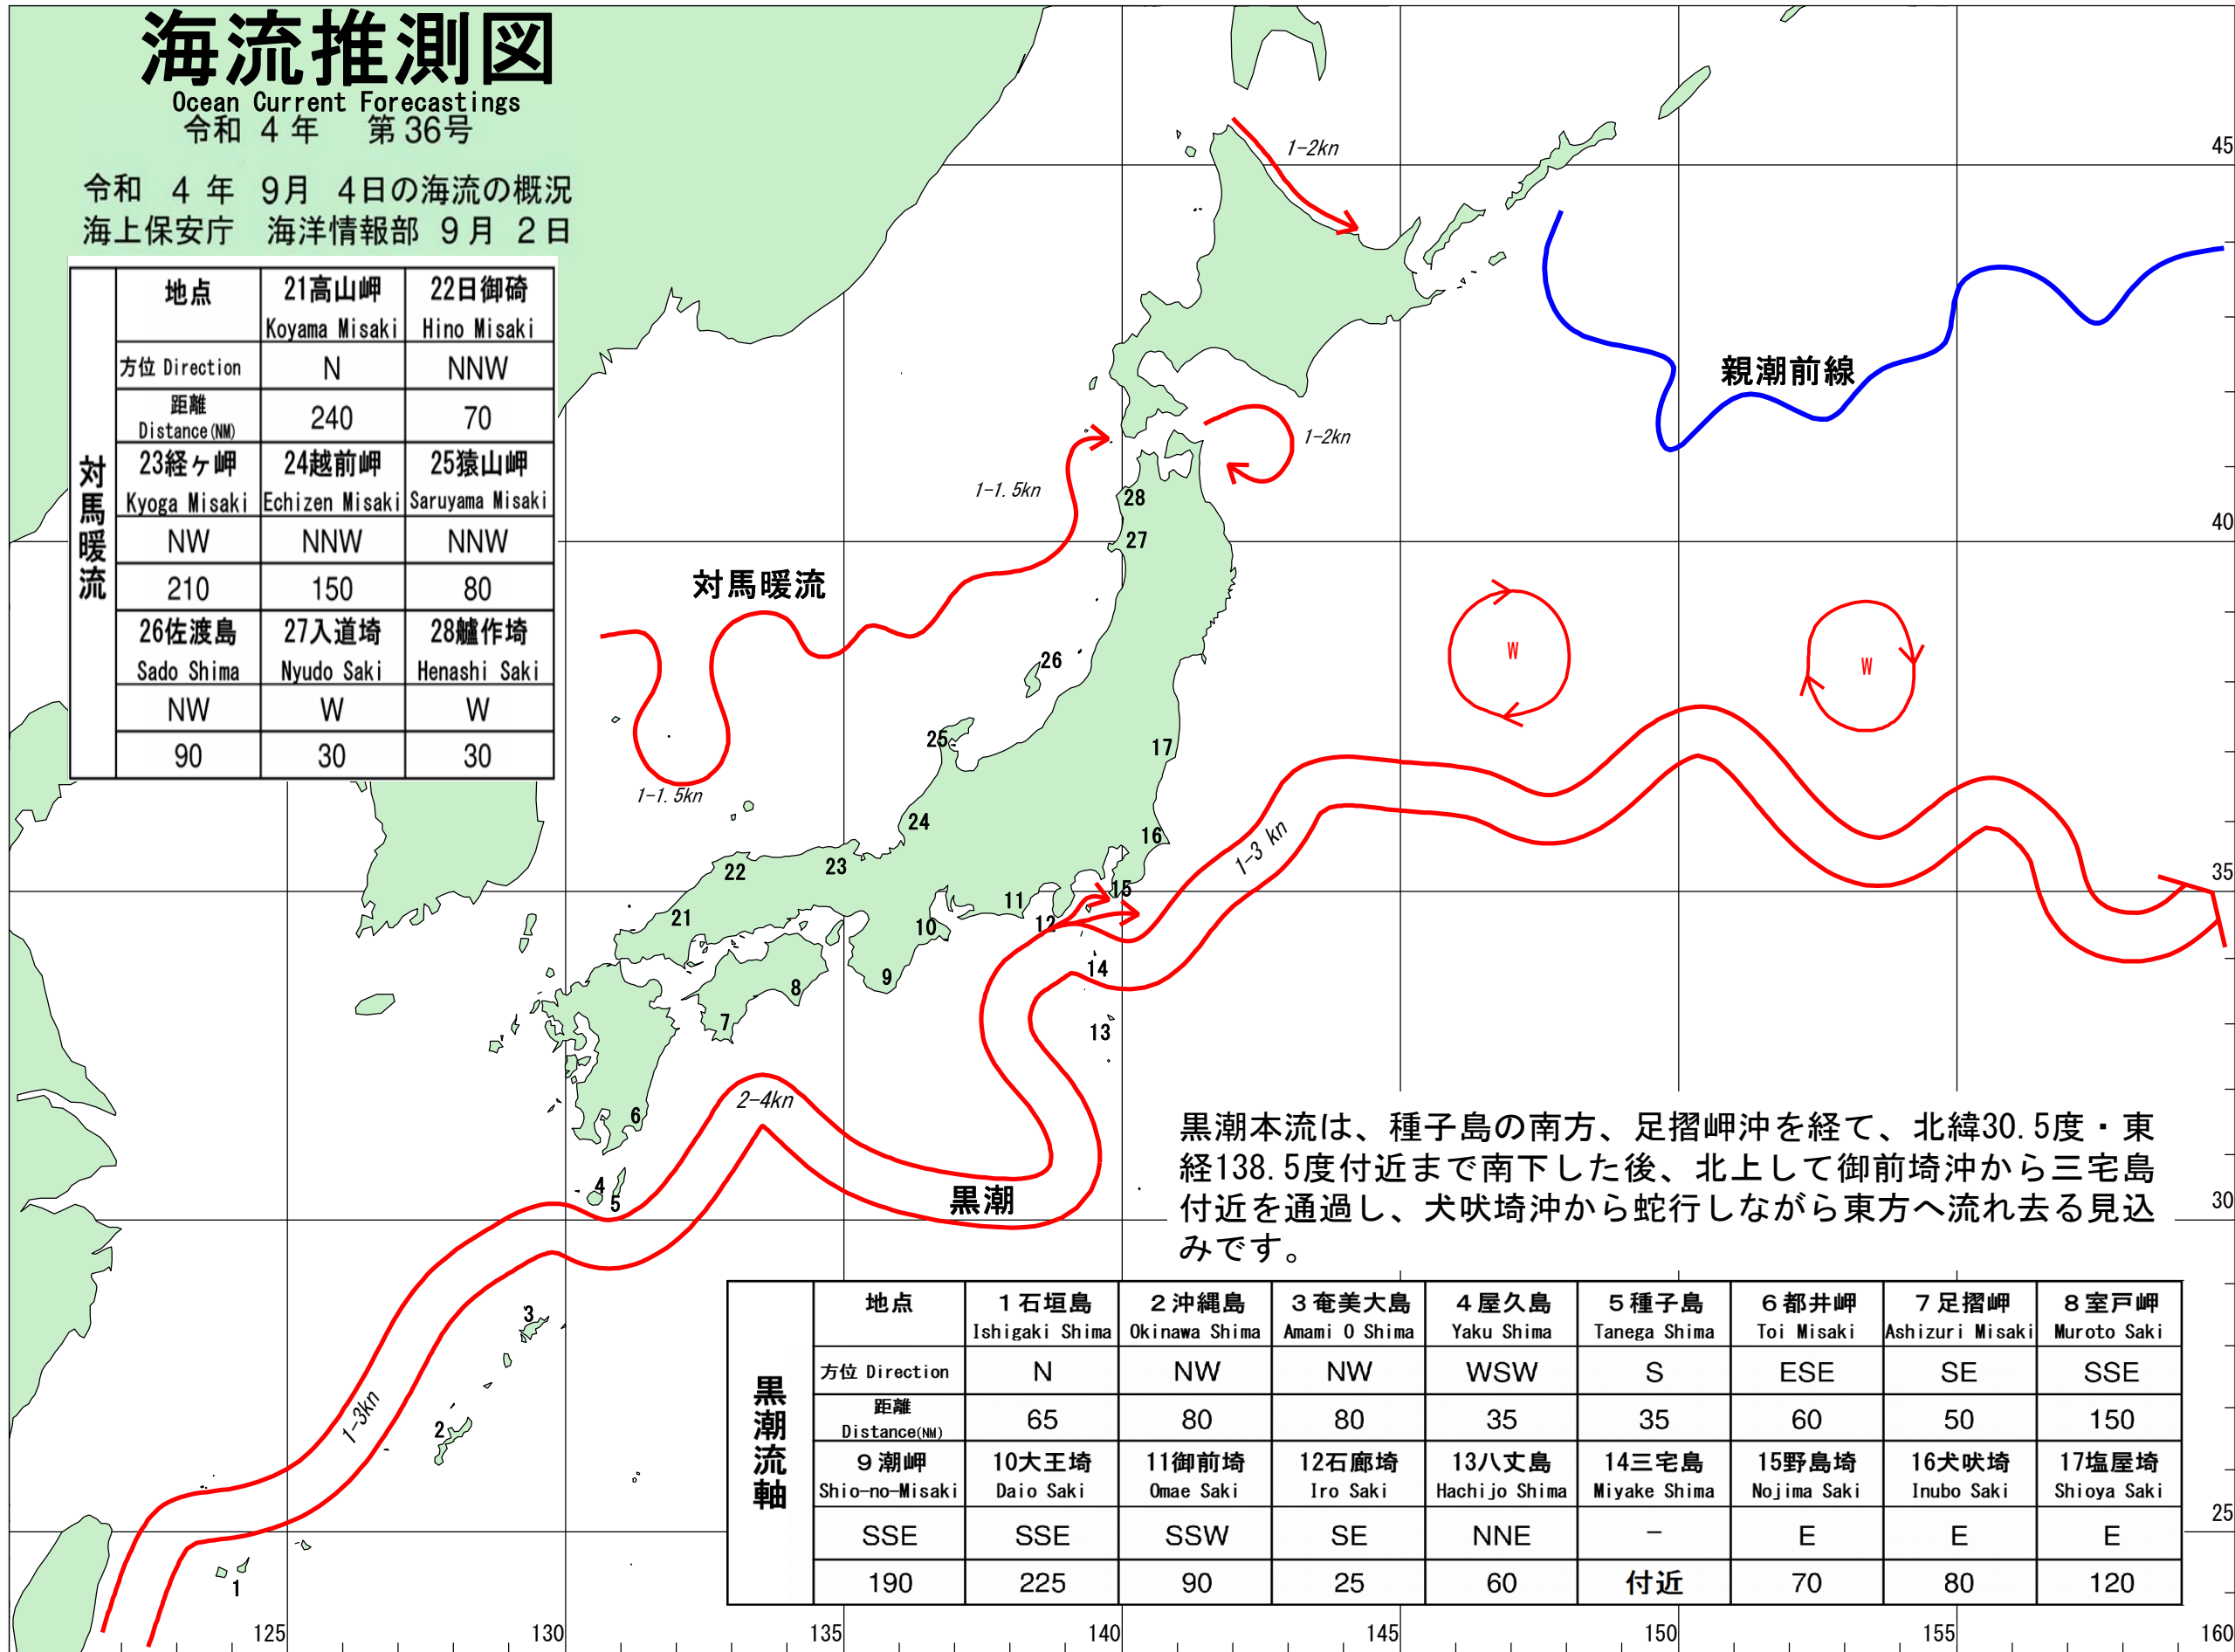 海流推測図
Ocean Current Forecastings
令和 4 年 第36号
令和 4 年 9月 4日の海流の概況
海上保安庁 海洋情報部 9月 2日
対馬暖流
地点 21高山岬 22日御碕
Koyama Misaki Hino Misaki
方位 Direction N NNW
距離 Distance(NM) 240 70
23経ヶ岬 24越前岬 25猿山岬
Kyoga Misaki Echizen Misaki Saruyama Misaki
NW NNW NNW
210 150 80
26佐渡島 27入道埼 28艫作埼
Sado Shima Nyudo Saki Henashi Saki
NW W W
90 30 30
1-2kn
45
親潮前線
1-2kn
1-1.5kn
28
40
27
対馬暖流
W
W
26
25
17
1-1.5kn
24
16
1-3 kn
22
23
35
15
11
21
10
12
14
9
8
7
13
2-4kn
6
黒潮本流は、種子島の南方、足摺岬沖を経て、北緯30.5度・東
経138.5度付近まで南下した後、北上して御前埼沖から三宅島
付近を通過し、犬吠埼沖から蛇行しながら東方へ流れ去る見込
みです。
4
5
黒潮
30
3
1-3kn
2
25
1
黒潮流軸
地点 1石垣島 2沖縄島 3奄美大島 4屋久島 5種子島 6都井岬 7足摺岬 8室戸岬
Ishigaki Shima Okinawa Shima Amami O Shima Yaku Shima Tanega Shima Toi Misaki Ashizuri Misaki Muroto Saki
方位 Direction N NW NW WSW S ESE SE SSE
距離 Distance(NM) 65 80 80 35 35 60 50 150
9潮岬 10大王埼 11御前埼 12石廊埼 13八丈島 14三宅島 15野島埼 16犬吠埼 17塩屋埼
Shio-no-Misaki Daio Saki Omae Saki Iro Saki Hachijo Shima Miyake Shima Nojima Saki Inubo Saki Shioya Saki
SSE SSE SSW SE NNE － E E E
190 225 90 25 60 付近 70 80 120
125 130 135 140 145 150 155 160